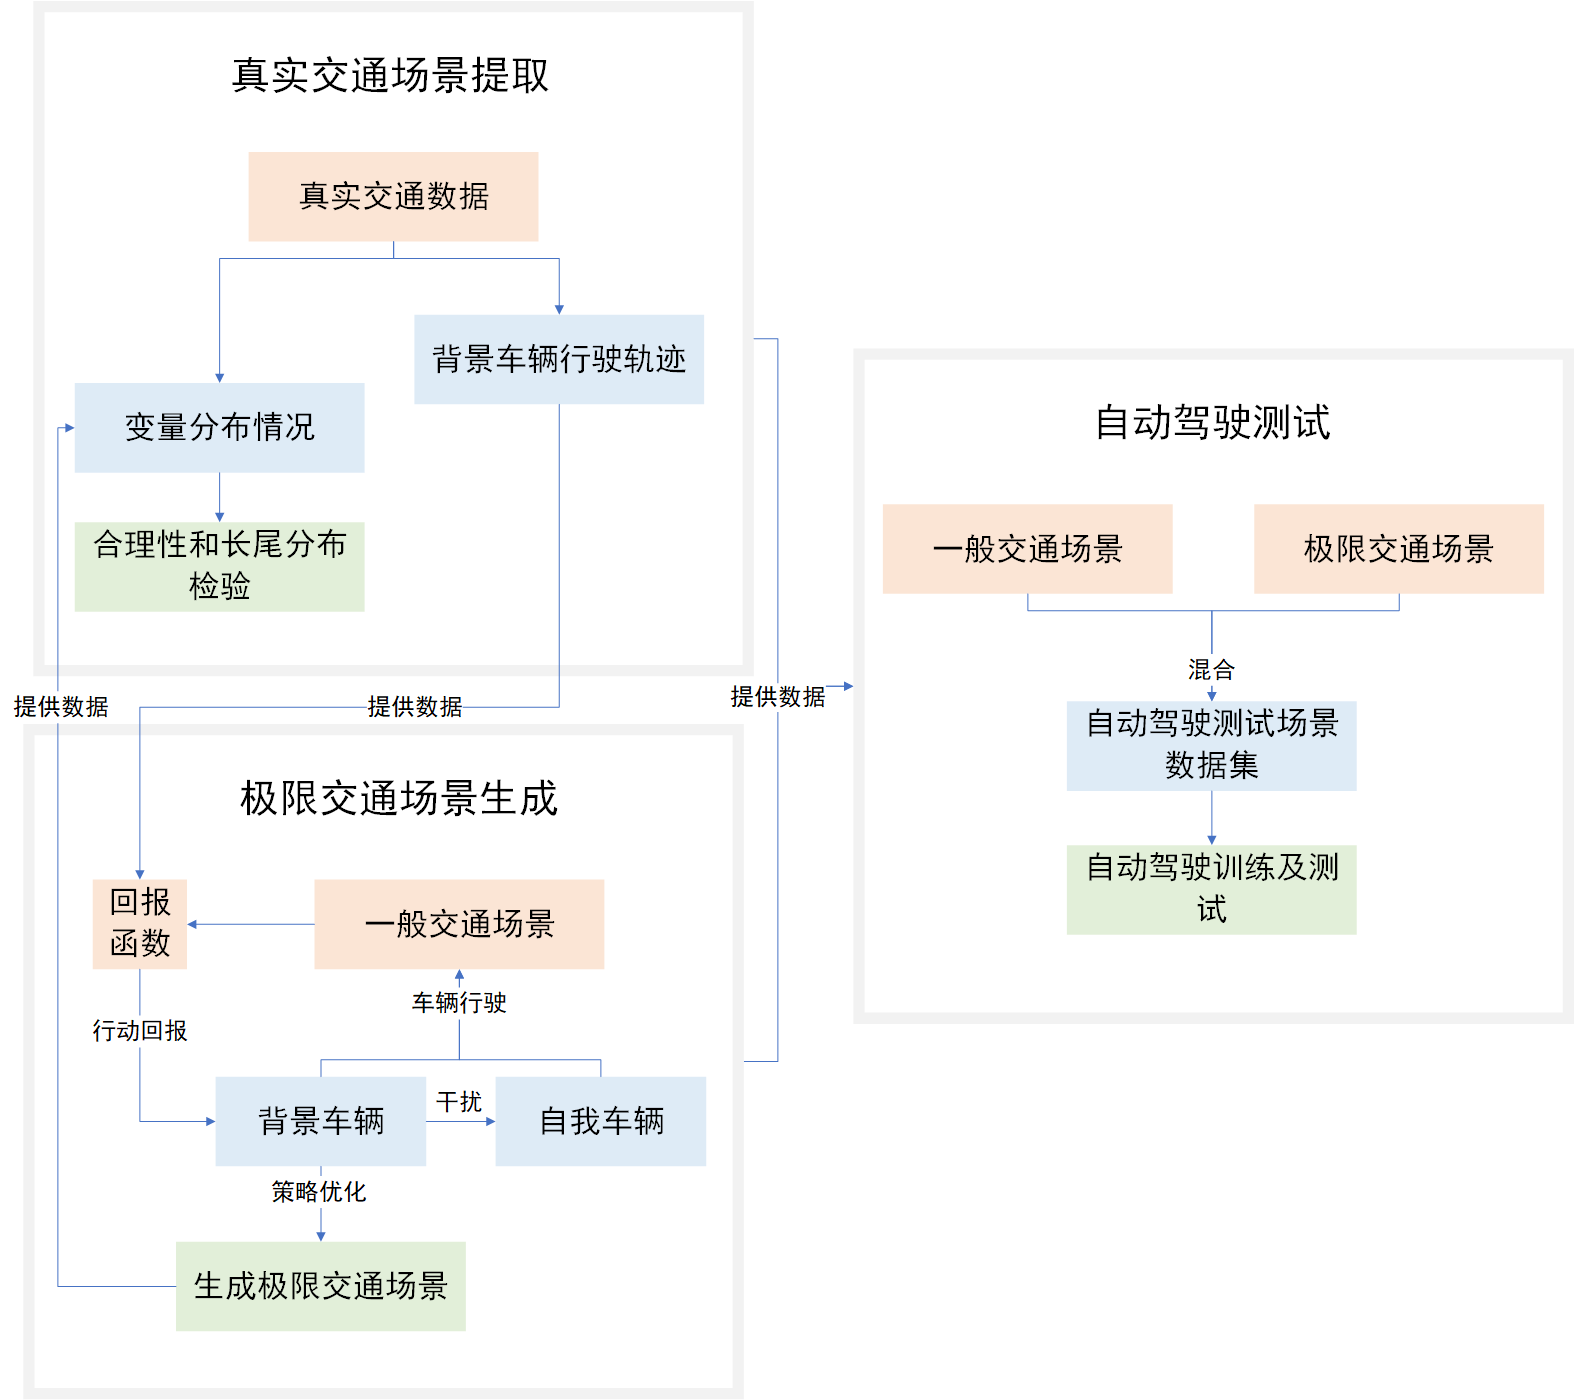 真实交通场景提取
真实交通数据
背景车辆行驶轨迹
变量分布情况
合理性和长尾分布
检验
提供数据
提供数据
提供数据
极限交通场景生成
回报
函数
一般交通场景
车辆行驶
行动回报
背景车辆
干扰
自我车辆
策略优化
生成极限交通场景
自动驾驶测试
一般交通场景
极限交通场景
混合
自动驾驶测试场景
数据集
自动驾驶训练及测
试